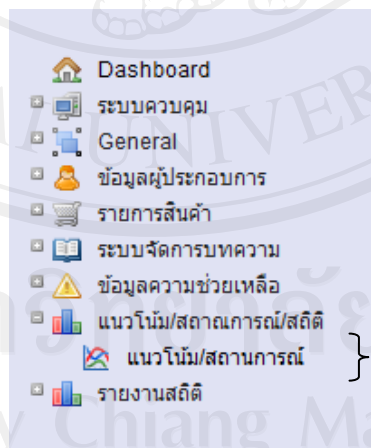 Dashboard
ระบบควบคุม
General
ข้อมูลผู้ประกอบการ
รายการสินค้า
ระบบจัดการบทความ
ข้อมูลความช่วยเหลือ
แนวโน้ม/สถาณการณ์/สถิติ
แนวโน้ม/สถานการณ์
รายงานสถิติ